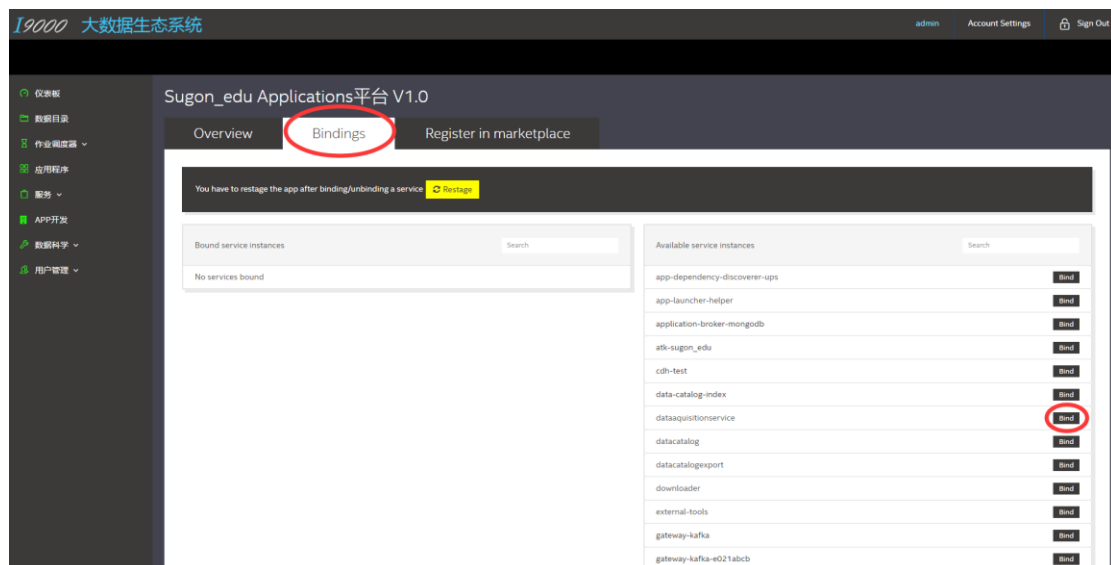 I9000 大数据生态系统
admin
Account Settings
Sign Out
仪表板
数据目录
作业调度器
应用程序
服务
APP开发
数据科学
用户管理
Sugon_edu Applications平台 V1.0
Overview
Bindings
Register in marketplace
You have to restage the app after binding/unbinding a service
Restage
Bound service instances
Search
No services bound
Available service instances
Search
app-dependency-discoverer-ups Bind
app-launcher-helper Bind
application-broker-mongodb Bind
atk-sugon_edu Bind
cdh-test Bind
data-catalog-index Bind
dataaquisitionservice Bind
datacatalog Bind
datacatalogexport Bind
downloader Bind
external-tools Bind
gateway-kafka Bind
gateway-kafka-e021abcb Bind